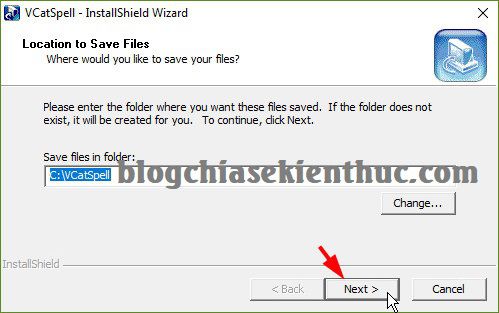 VCatSpell - InstallShield Wizard
Location to Save Files
Where would you like to save your files?
Please enter the folder where you want these files saved.  If the folder does
not exist, it will be created for you.   To continue, click Next.
Save files in folder:
C:\VCatSpell
blogchiasekienthuc.com
Change...
InstallShield
< Back
Next >
Cancel